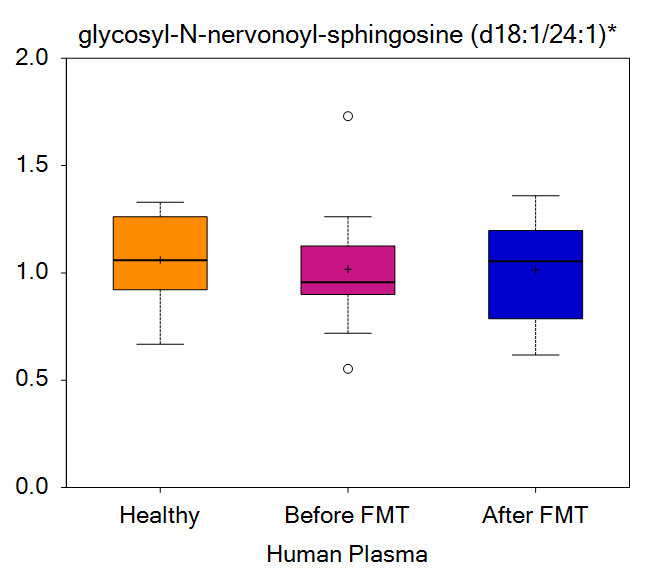 glycosyl-N-nervonoyl-sphingosine (d18:1/24:1)*
2.0
1.5
1.0
0.5
0.0
Healthy Before FMT After FMT
Human Plasma